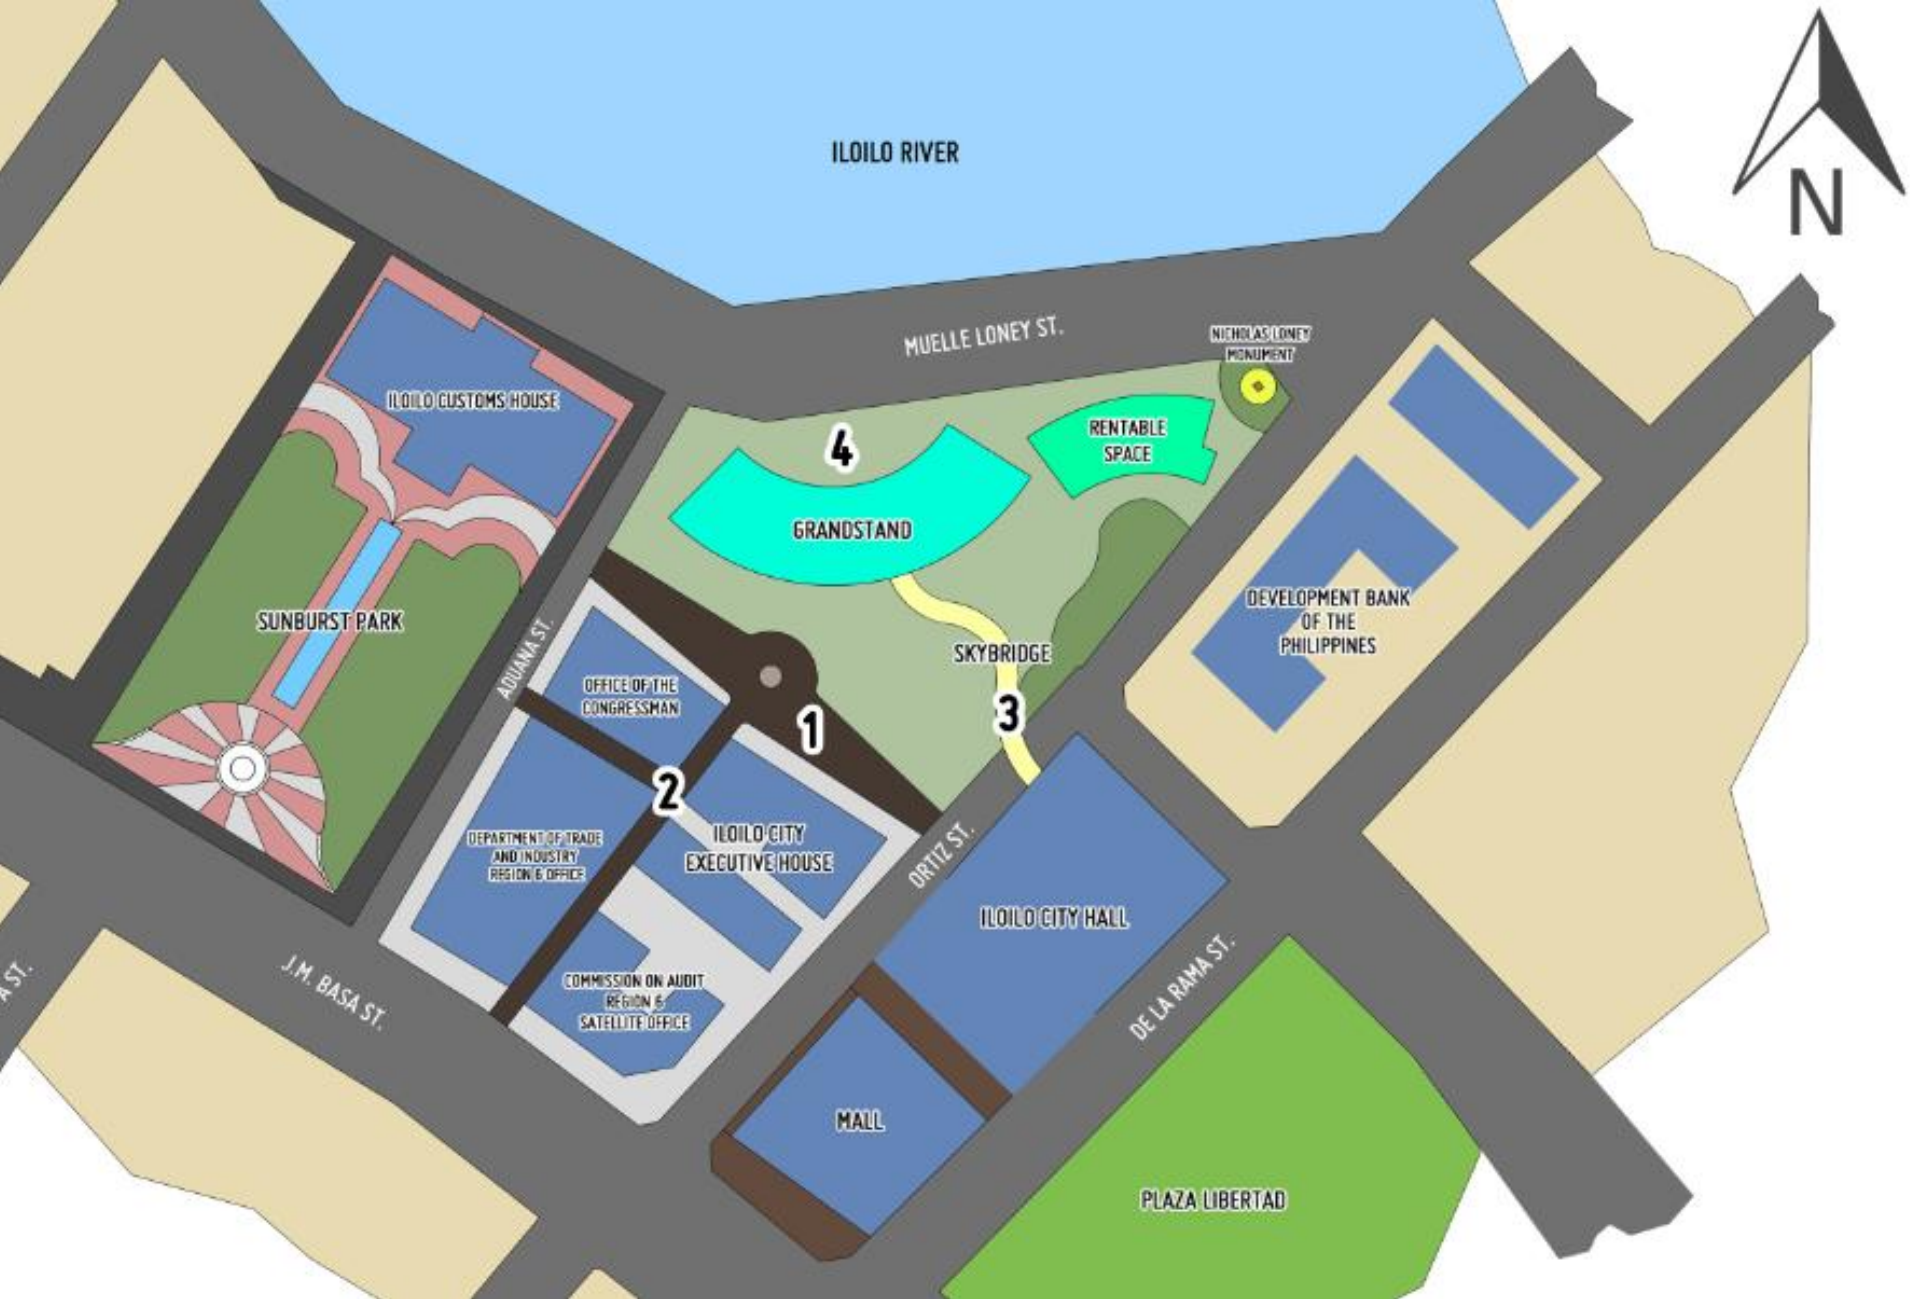 ILOILO RIVER
N
MUELLE LONEY ST.
NICHOLAS LONEY
MONUMENT
ILOILO CUSTOMS HOUSE
4
RENTABLE
SPACE
GRANDSTAND
SUNBURST PARK
ADUANA ST.
SKYBRIDGE
DEVELOPMENT BANK
OF THE
PHILIPPINES
OFFICE OF THE
CONGRESSMAN
1
3
2
DEPARTMENT OF TRADE
AND INDUSTRY
REGION 6 OFFICE
ILOILO CITY
EXECUTIVE HOUSE
ORTIZ ST.
ILOILO CITY HALL
A ST.
J.M. BASA ST.
COMMISSION ON AUDIT
REGION 6
SATELLITE OFFICE
DE LA RAMA ST.
MALL
PLAZA LIBERTAD